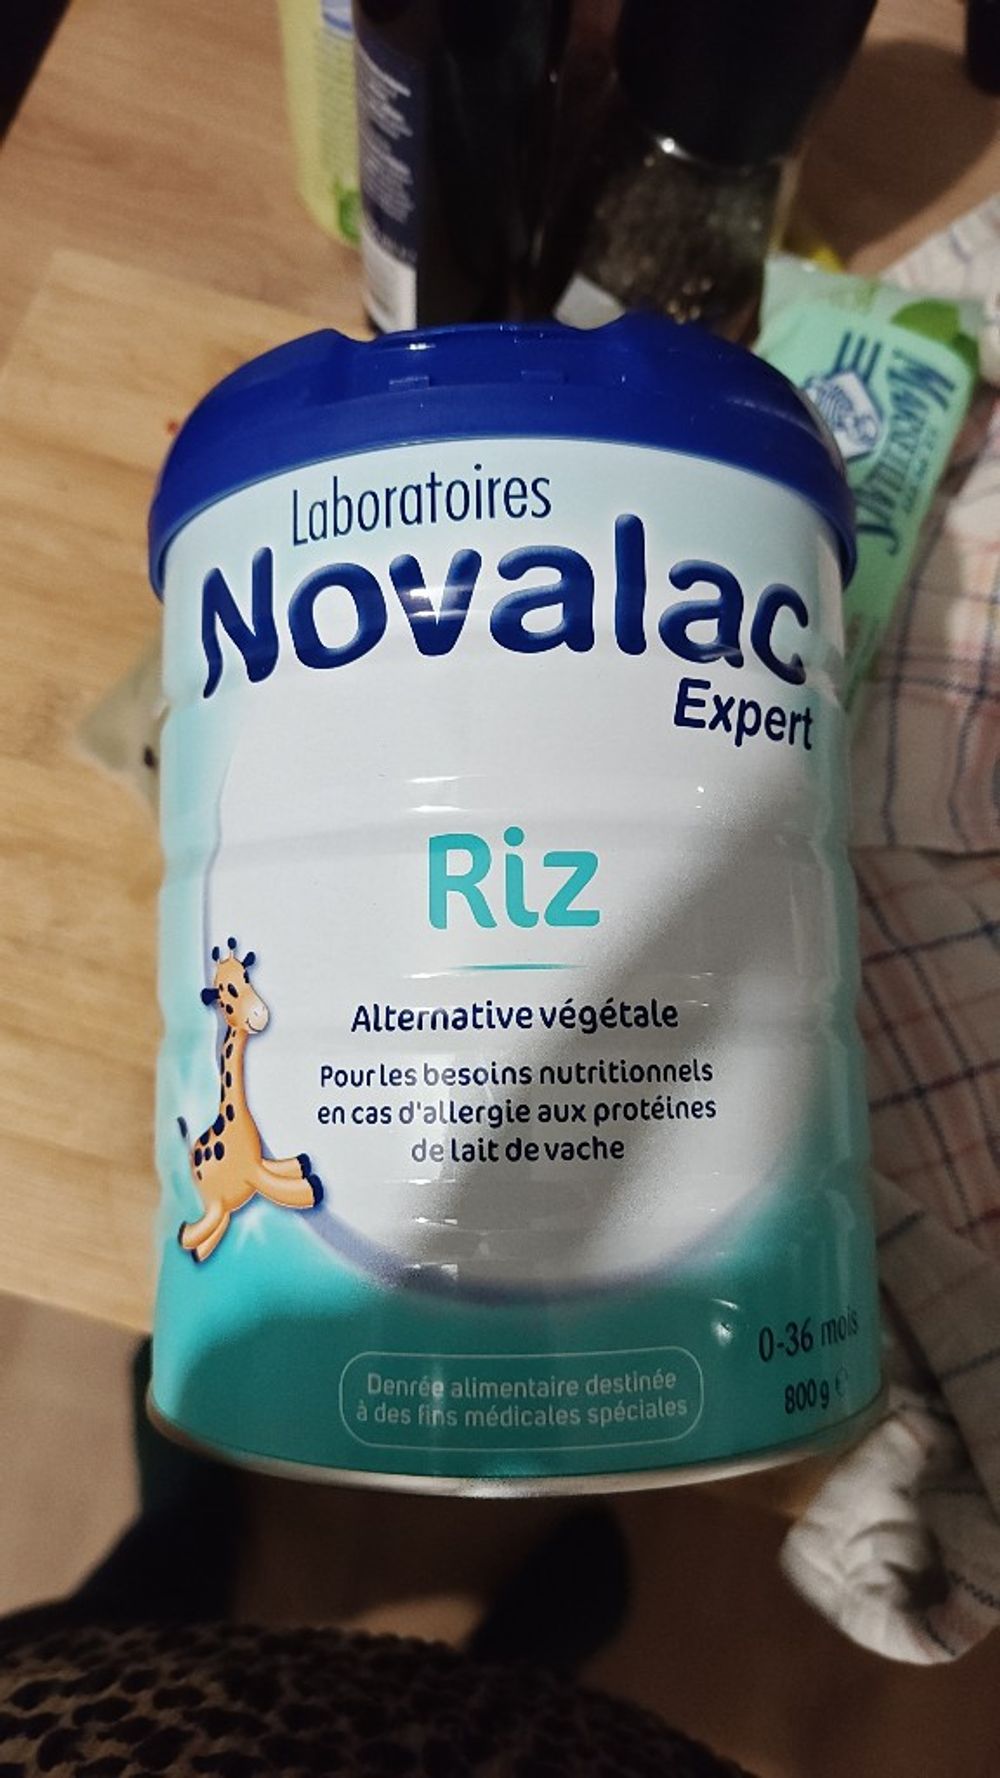 Laboratoires
Novalac
Expert
Riz
Alternative végétale
Pour les besoins nutritionnels
en cas d'allergie aux protéines
de lait de vache
0-36 mois
800g e
Denrée alimentaire destinée
à des fins médicales spéciales